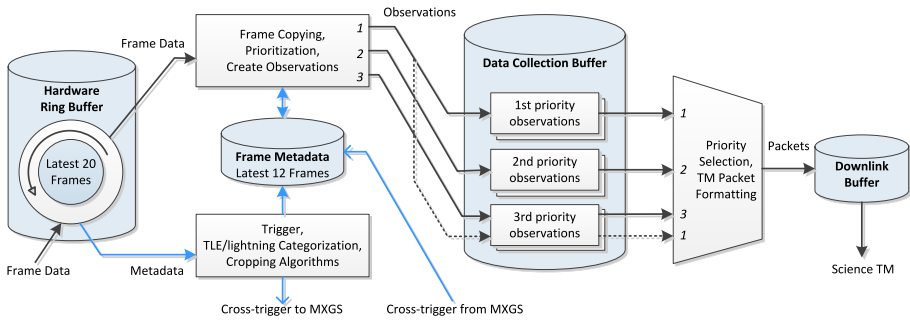 Observations
Frame Data
Frame Copying,
Prioritization,
Create Observations
1
2
3
Hardware
Ring Buffer
Latest 20
Frames
Frame Data
Metadata
Frame Metadata
Latest 12 Frames
Trigger,
TLE/lightning Categorization,
Cropping Algorithms
Cross-trigger to MXGS
Cross-trigger from MXGS
Data Collection Buffer
1st priority
observations
2nd priority
observations
3rd priority
observations
1
2
3
1
Priority
Selection,
TM Packet
Formatting
Packets
Downlink
Buffer
Science TM